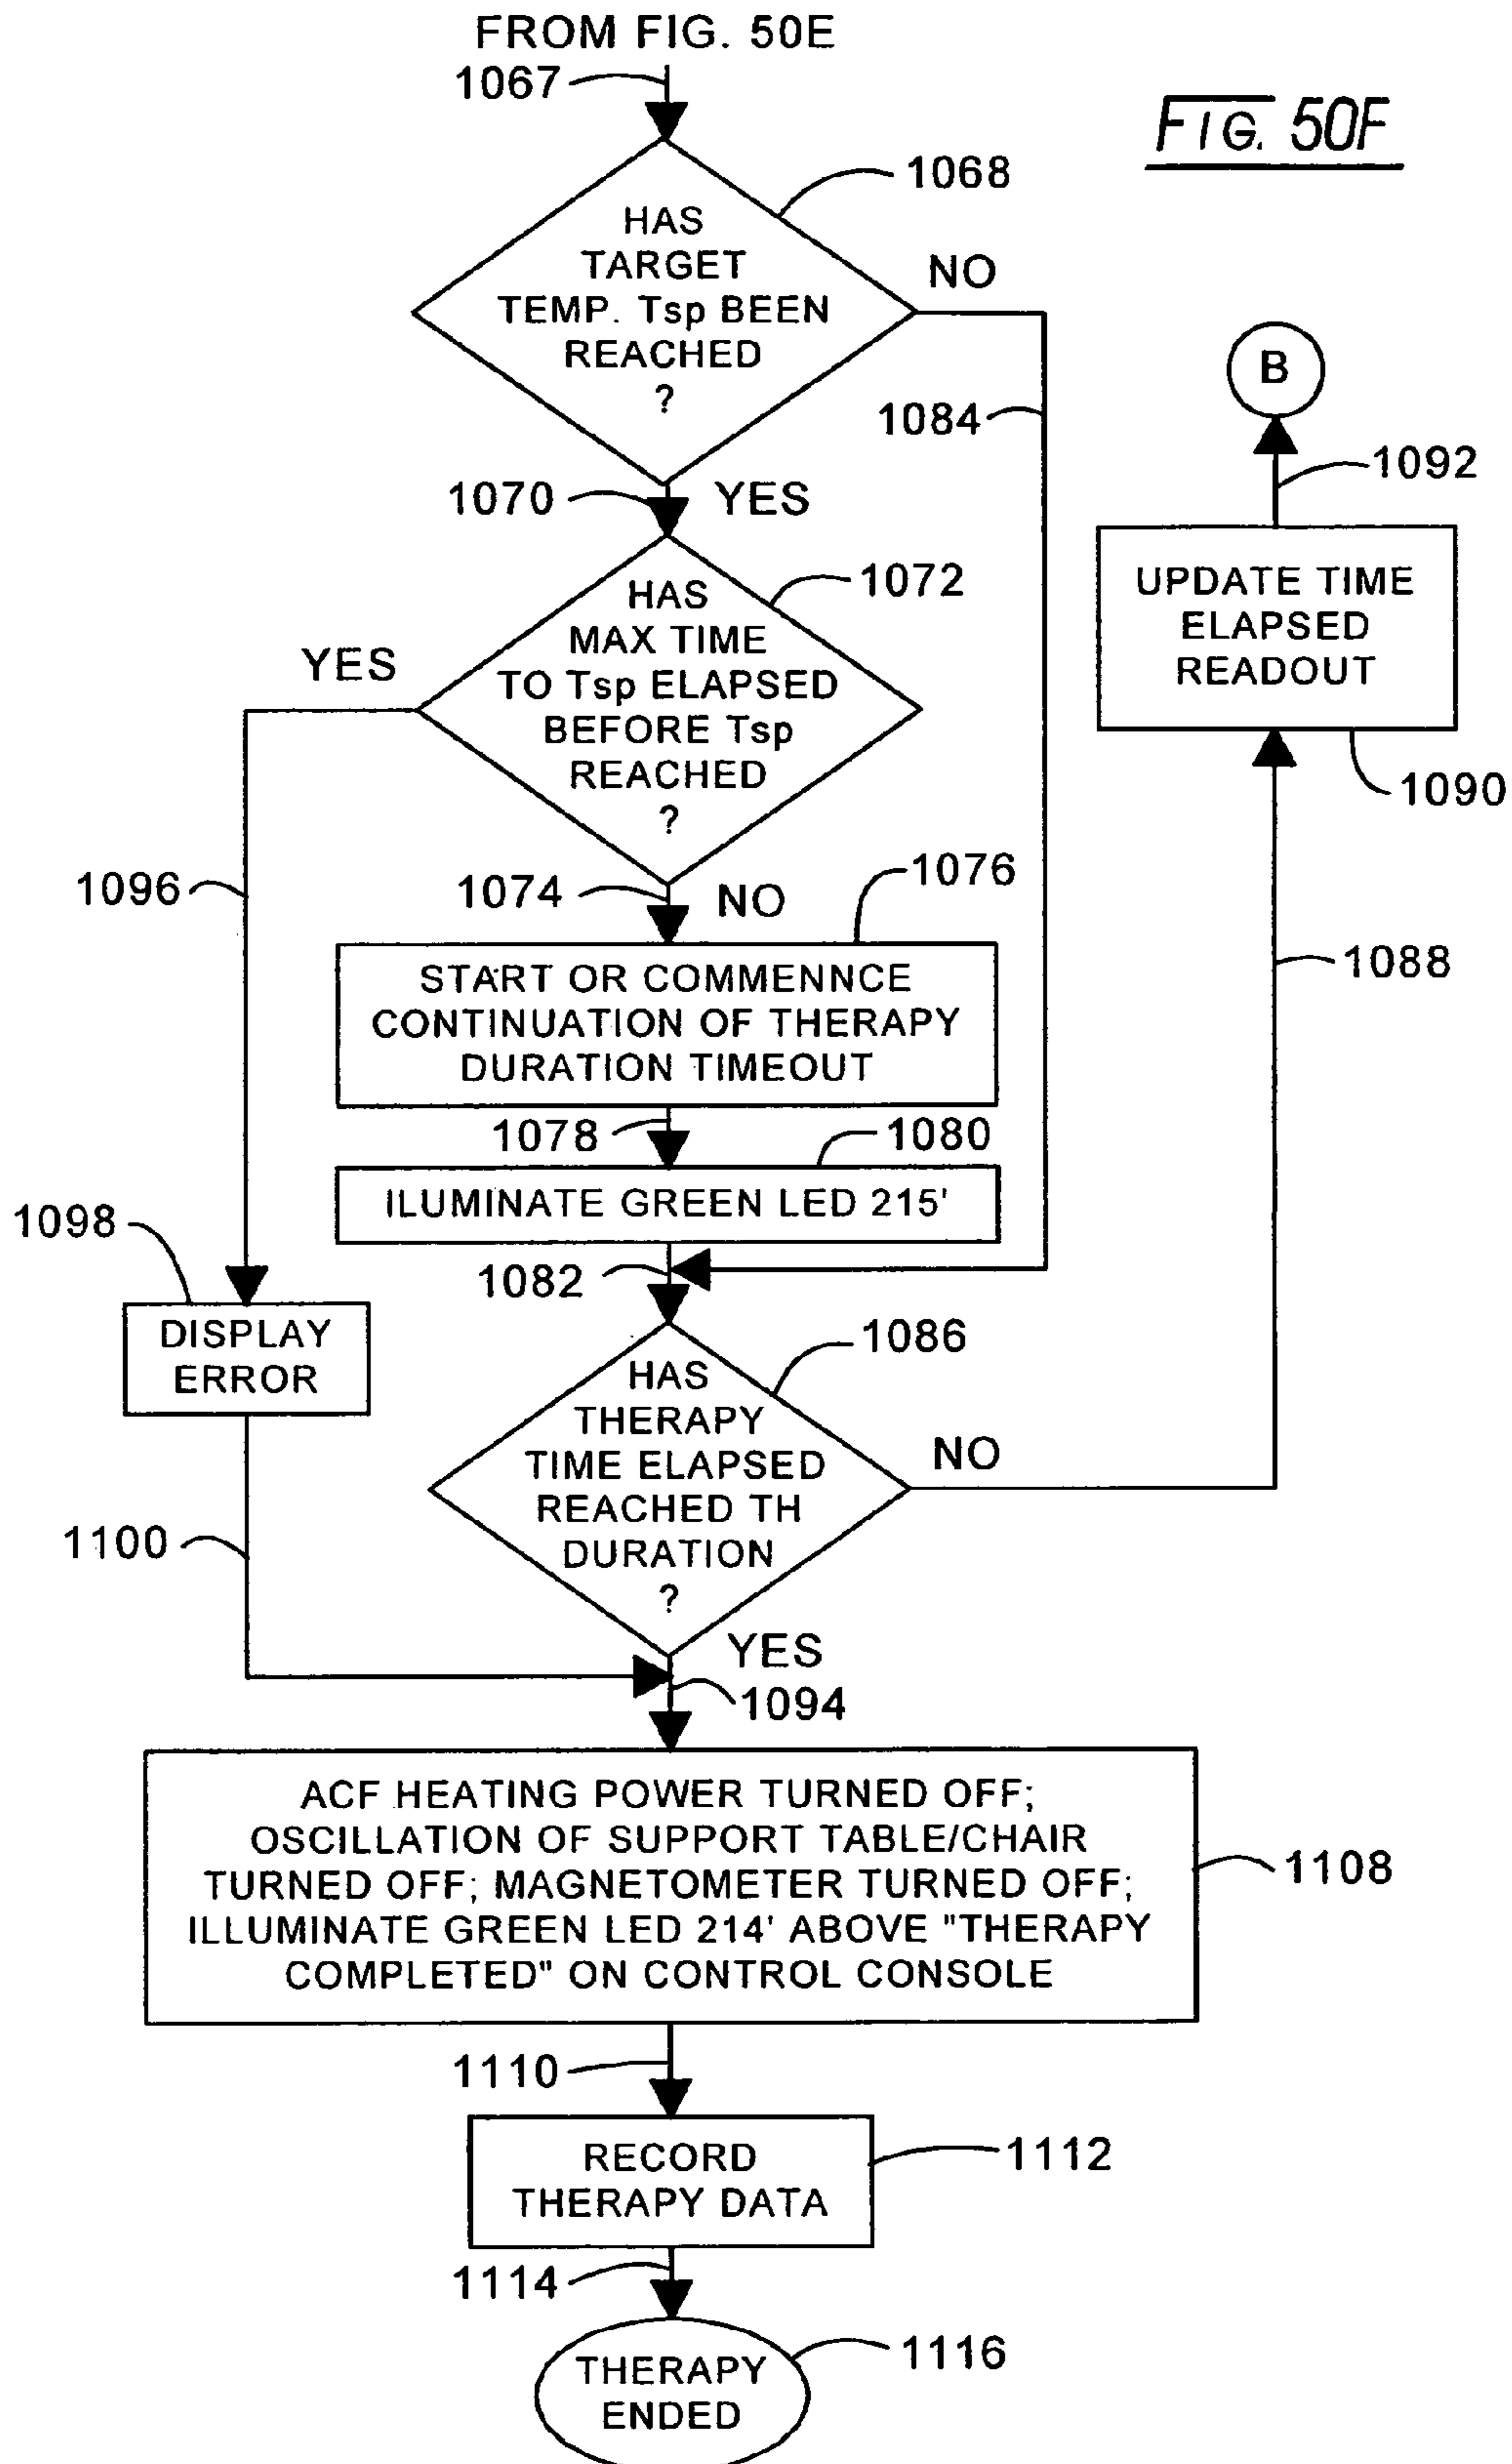 FROM FIG. 50E
1067
FIG. 50F
1068
HAS
TARGET
TEMP. Tsp BEEN
REACHED
?
NO
1084
B
1092
1070
YES
UPDATE TIME
ELAPSED
READOUT
1090
1072
HAS
MAX TIME
TO Tsp ELAPSED
BEFORE Tsp
REACHED
?
YES
1096
1074
NO
1076
1088
START OR COMMENNCE
CONTINUATION OF THERAPY
DURATION TIMEOUT
1078
1080
ILUMINATE GREEN LED 215'
1098
1082
DISPLAY
ERROR
1086
HAS
THERAPY
TIME ELAPSED
REACHED TH
DURATION
?
NO
1100
YES
1094
ACF HEATING POWER TURNED OFF;
OSCILLATION OF SUPPORT TABLE/CHAIR
TURNED OFF; MAGNETOMETER TURNED OFF;
ILLUMINATE GREEN LED 214' ABOVE "THERAPY
COMPLETED" ON CONTROL CONSOLE
1108
1110
RECORD
THERAPY DATA
1112
1114
THERAPY
ENDED
1116